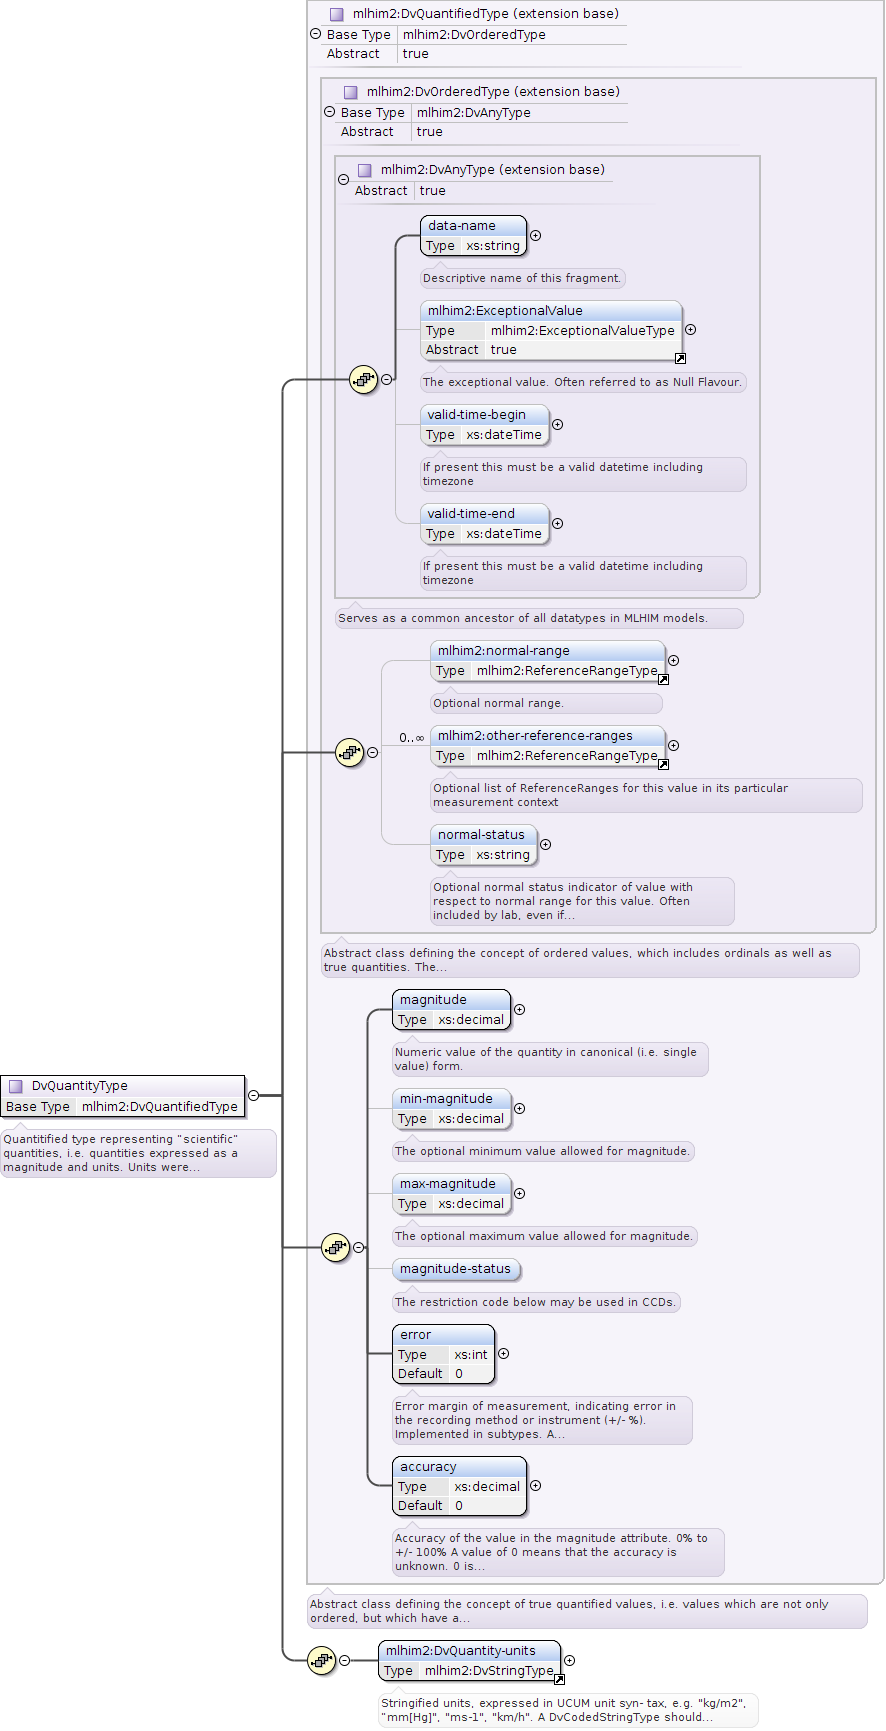 mlhim2:DvQuantifiedType (extension base)
Base Type mlhim2:DvOrderedType
Abstract true
mlhim2:DvOrderedType (extension base)
Base Type mlhim2:DvAnyType
Abstract true
mlhim2:DvAnyType (extension base)
Abstract true
data-name
Type xs:string
Descriptive name of this fragment.
mlhim2:ExceptionalValue
Type mlhim2:ExceptionalValueType
Abstract true
The exceptional value. Often referred to as Null Flavour.
valid-time-begin
Type xs:dateTime
If present this must be a valid datetime including
timezone
valid-time-end
Type xs:dateTime
If present this must be a valid datetime including
timezone
Serves as a common ancestor of all datatypes in MLHIM models.
mlhim2:normal-range
Type mlhim2:ReferenceRangeType
Optional normal range.
0..∞
mlhim2:other-reference-ranges
Type mlhim2:ReferenceRangeType
Optional list of ReferenceRanges for this value in its particular
measurement context
normal-status
Type xs:string
Optional normal status indicator of value with
respect to normal range for this value. Often
included by lab, even if...
Abstract class defining the concept of ordered values, which includes ordinals as well as
true quantities. The...
magnitude
Type xs:decimal
Numeric value of the quantity in canonical (i.e. single
value) form.
DvQuantityType
Base Type mlhim2:DvQuantifiedType
Quantitified type representing "scientific"
quantities, i.e. quantities expressed as a
magnitude and units. Units were...
min-magnitude
Type xs:decimal
The optional minimum value allowed for magnitude.
max-magnitude
Type xs:decimal
The optional maximum value allowed for magnitude.
magnitude-status
The restriction code below may be used in CCDs.
error
Type xs:int
Default 0
Error margin of measurement, indicating error in
the recording method or instrument (+/- %).
Implemented in subtypes. A...
accuracy
Type xs:decimal
Default 0
Accuracy of the value in the magnitude attribute. 0% to
+/- 100% A value of 0 means that the accuracy is
unknown. 0 is...
Abstract class defining the concept of true quantified values, i.e. values which are not only
ordered, but which have a...
mlhim2:DvQuantity-units
Type mlhim2:DvStringType
Stringified units, expressed in UCUM unit syn- tax, e.g. "kg/m2",
"mm[Hg]", "ms-1", "km/h". A DvCodedStringType should...